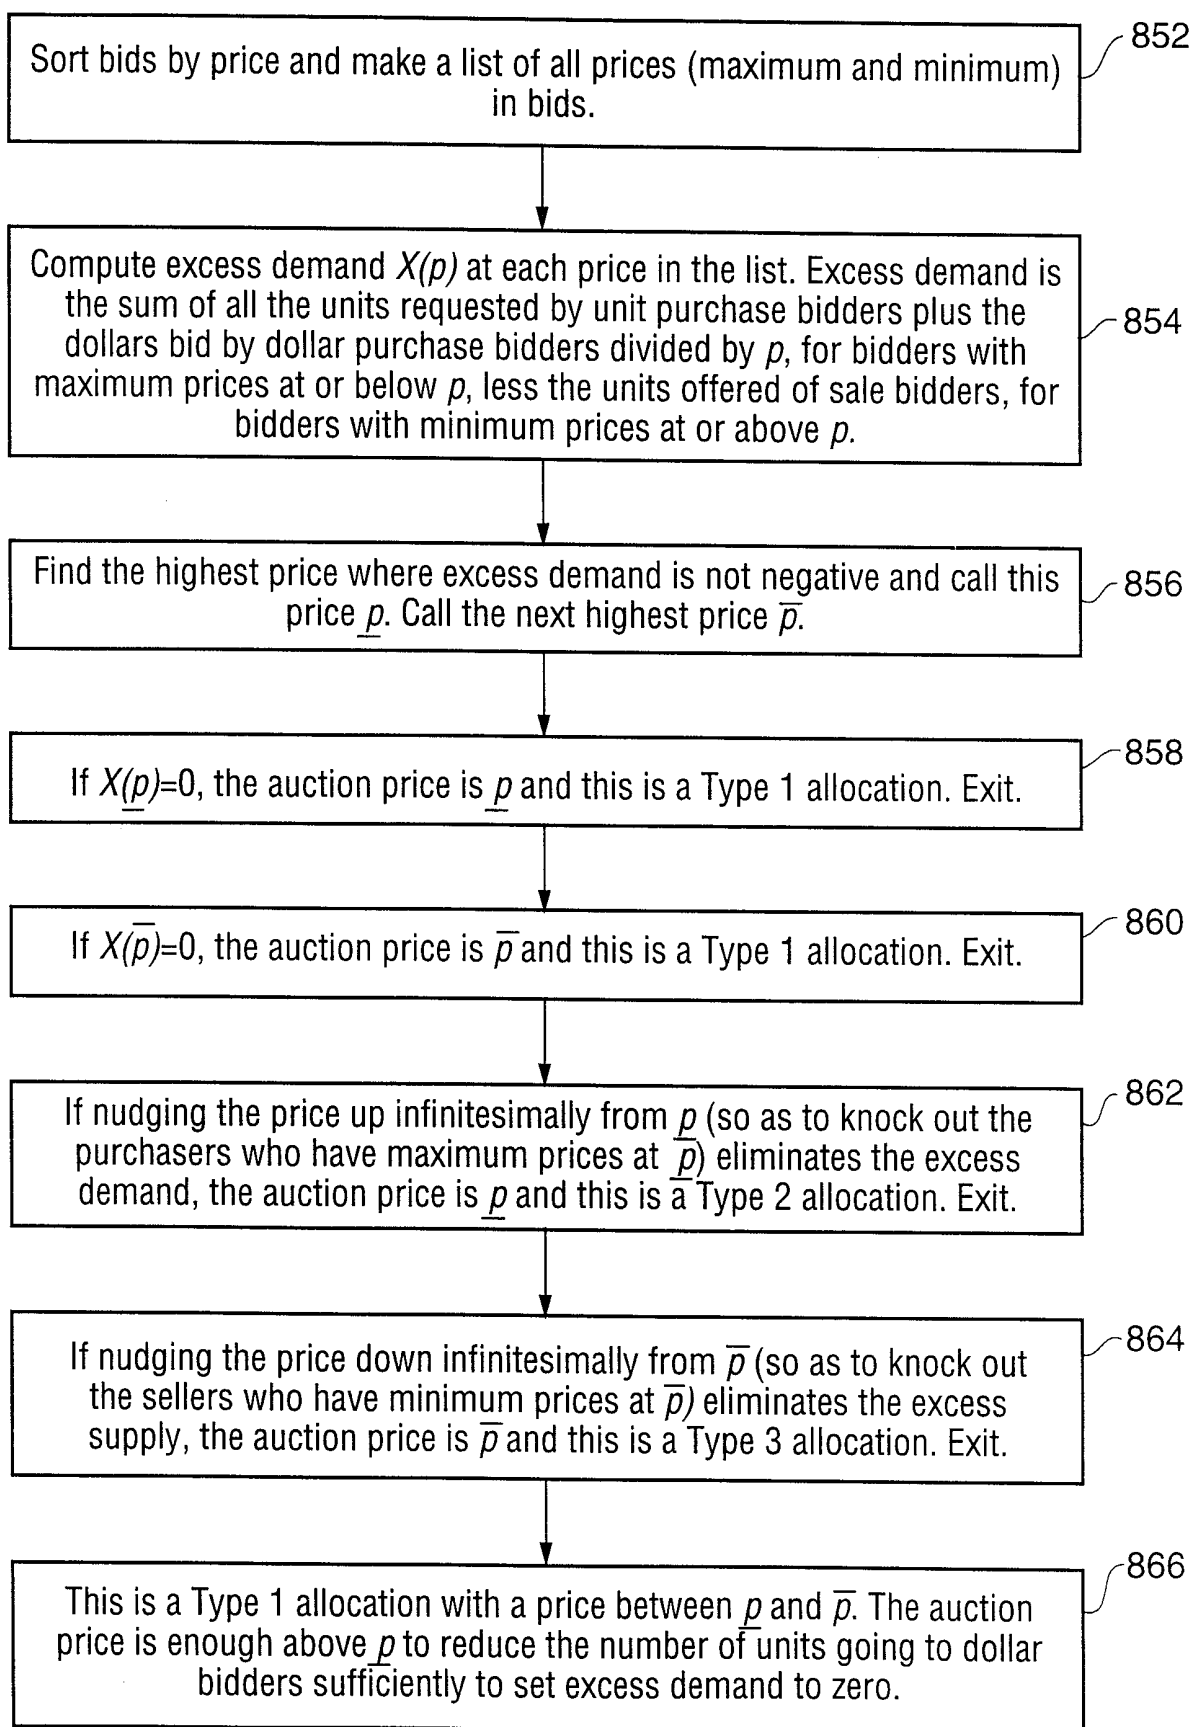 852
Sort bids by price and make a list of all prices (maximum and minimum)
in bids.
Compute excess demand X(p) at each price in the list. Excess demand is
the sum of all the units requested by unit purchase bidders plus the
dollars bid by dollar purchase bidders divided by p, for bidders with
maximum prices at or below p, less the units offered of sale bidders, for
bidders with minimum prices at or above p.
854
Find the highest price where excess demand is not negative and call this
price p̲. Call the next highest price p̅.
856
If X(p̲)=0, the auction price is p̲ and this is a Type 1 allocation. Exit.
858
If X(p̅)=0, the auction price is p̅ and this is a Type 1 allocation. Exit.
860
If nudging the price up infinitesimally from p̲ (so as to knock out the
purchasers who have maximum prices at p̲̅) eliminates the excess
demand, the auction price is p̲ and this is a Type 2 allocation. Exit.
862
If nudging the price down infinitesimally from p̅ (so as to knock out
the sellers who have minimum prices at p̅) eliminates the excess
supply, the auction price is p̅ and this is a Type 3 allocation. Exit.
864
This is a Type 1 allocation with a price between p̲ and p̅. The auction
price is enough above p̲ to reduce the number of units going to dollar
bidders sufficiently to set excess demand to zero.
866